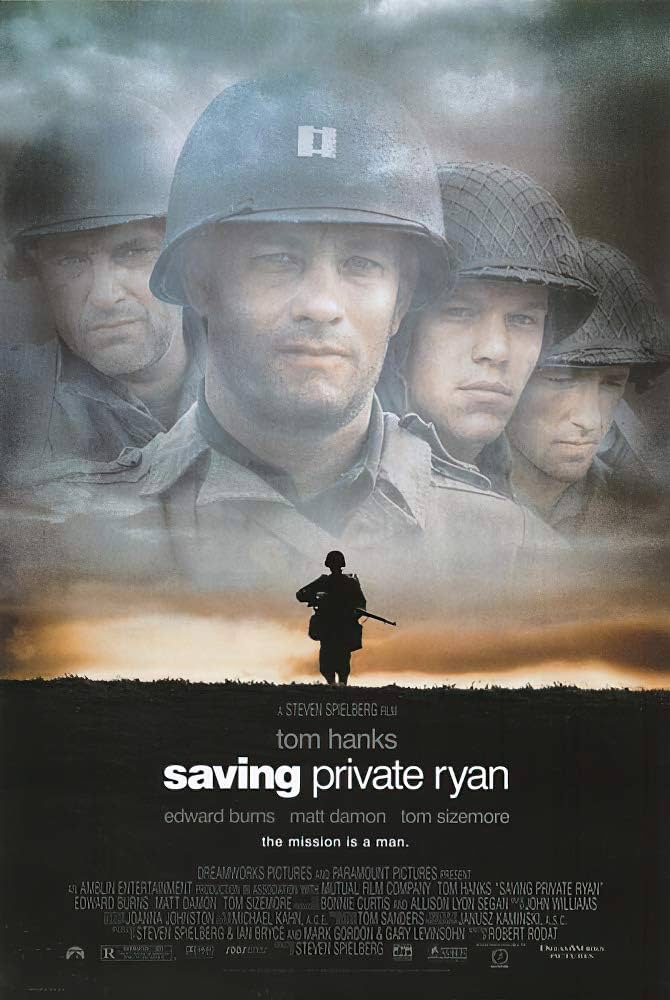 A STEVEN SPIELBERG FILM
tom hanks
saving private ryan
edward burns matt damon tom sizemore
the mission is a man.
DREAMWORKS PICTURES AND PARAMOUNT PICTURES PRESENT
AN AMBLIN ENTERTAINMENT PRODUCTION IN ASSOCIATION WITH MUTUAL FILM COMPANY TOM HANKS "SAVING PRIVATE RYAN"
EDWARD BURNS MATT DAMON TOM SIZEMORE BONNIE CURTIS AND ALLISON LYON SEGAN JOHN WILLIAMS
JOANNA JOHNSTON MICHAEL KAHN, A.C.E. TOM SANDERS JANUSZ KAMINSKI, A.S.C.
STEVEN SPIELBERG & IAN BRYCE AND MARK GORDON & GARY LEVINSOHN ROBERT RODAT
STEVEN SPIELBERG
R
DREAMWORKS PICTURES